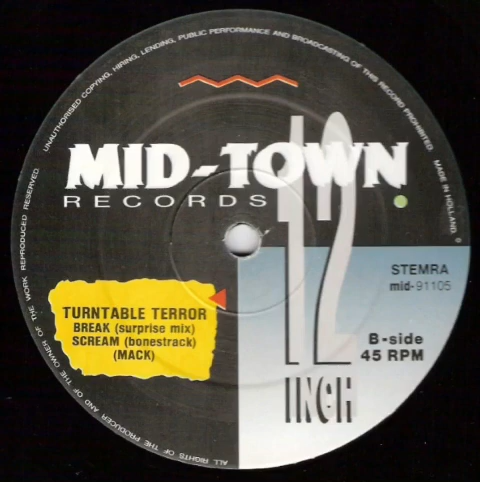 UNAUTHORISED COPYING, HIRING, LENDING, PUBLIC PERFORMANCE AND BROADCASTING OF THIS RECORD PROHIBITED. MADE IN HOLLAND.
MID-TOWN
RECORDS
12
INCH
STEMRA
mid-91105
B-side
45 RPM
TURNTABLE TERROR
BREAK (surprise mix)
SCREAM (bonestrack)
(MACK)
ALL RIGHTS OF THE PRODUCER AND OF THE OWNER OF THE WORK REPRODUCED RESERVED.